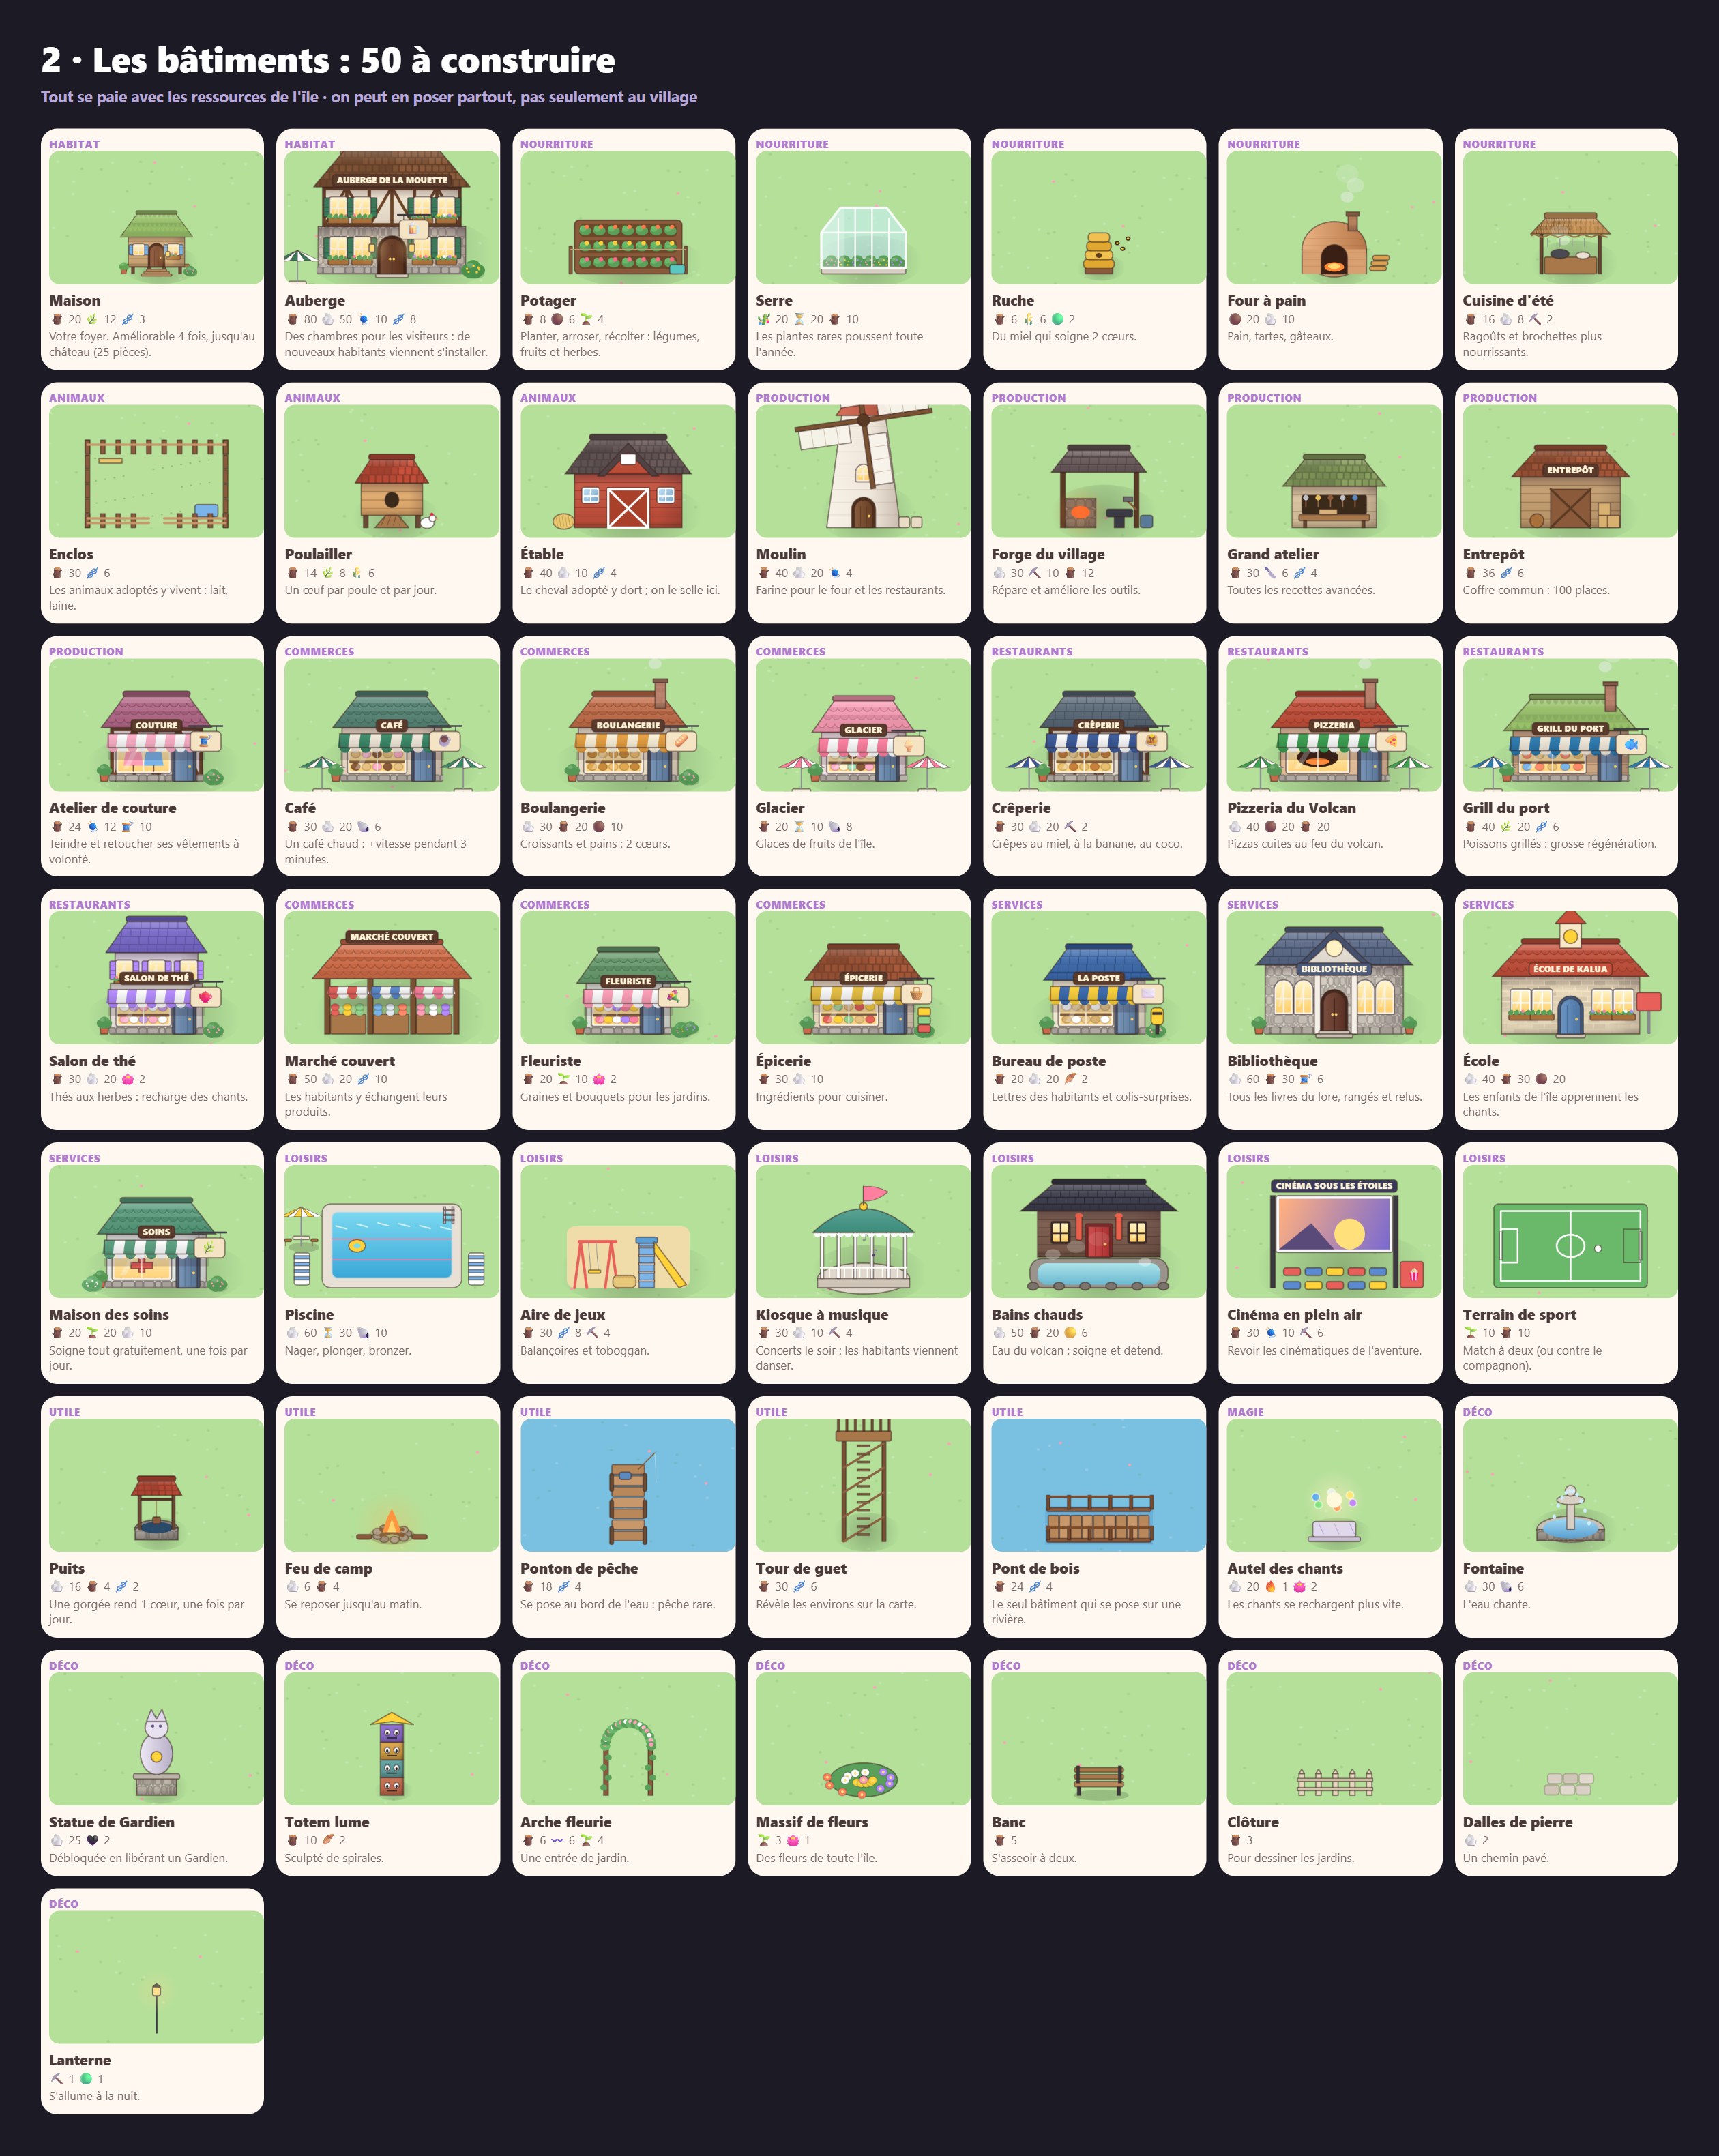 2 · Les bâtiments : 50 à construire
Tout se paie avec les ressources de l'île · on peut en poser partout, pas seulement au village
HABITAT
Maison
20 12 3
Votre foyer. Améliorable 4 fois, jusqu'au
château (25 pièces).
HABITAT
AUBERGE DE LA MOUETTE
Auberge
80 50 10 8
Des chambres pour les visiteurs : de
nouveaux habitants viennent s'installer.
NOURRITURE
Potager
8 6 4
Planter, arroser, récolter : légumes,
fruits et herbes.
NOURRITURE
Serre
20 20 10
Les plantes rares poussent toute
l'année.
NOURRITURE
Ruche
6 6 2
Du miel qui soigne 2 cœurs.
NOURRITURE
Four à pain
20 10
Pain, tartes, gâteaux.
NOURRITURE
Cuisine d'été
16 8 2
Ragoûts et brochettes plus
nourrissants.
ANIMAUX
Enclos
30 6
Les animaux adoptés y vivent : lait,
laine.
ANIMAUX
Poulailler
14 8 6
Un œuf par poule et par jour.
ANIMAUX
Étable
40 10 4
Le cheval adopté y dort ; on le selle ici.
PRODUCTION
Moulin
40 20 4
Farine pour le four et les restaurants.
PRODUCTION
Forge du village
30 10 12
Répare et améliore les outils.
PRODUCTION
Grand atelier
30 6 4
Toutes les recettes avancées.
PRODUCTION
ENTREPÔT
Entrepôt
36 6
Coffre commun : 100 places.
PRODUCTION
COUTURE
Atelier de couture
24 12 10
Teindre et retoucher ses vêtements à
volonté.
COMMERCES
CAFÉ
Café
30 20 6
Un café chaud : +vitesse pendant 3
minutes.
COMMERCES
BOULANGERIE
Boulangerie
30 20 10
Croissants et pains : 2 cœurs.
COMMERCES
GLACIER
Glacier
20 10 8
Glaces de fruits de l'île.
RESTAURANTS
CRÊPERIE
Crêperie
30 20 2
Crêpes au miel, à la banane, au coco.
RESTAURANTS
PIZZERIA
Pizzeria du Volcan
40 20 20
Pizzas cuites au feu du volcan.
RESTAURANTS
GRILL DU PORT
Grill du port
40 20 6
Poissons grillés : grosse régénération.
RESTAURANTS
SALON DE THÉ
Salon de thé
30 20 2
Thés aux herbes : recharge des chants.
COMMERCES
MARCHÉ COUVERT
Marché couvert
50 20 10
Les habitants y échangent leurs
produits.
COMMERCES
FLEURISTE
Fleuriste
20 10 2
Graines et bouquets pour les jardins.
COMMERCES
ÉPICERIE
Épicerie
30 10
Ingrédients pour cuisiner.
SERVICES
LA POSTE
Bureau de poste
20 20 2
Lettres des habitants et colis-surprises.
SERVICES
BIBLIOTHÈQUE
Bibliothèque
60 30 6
Tous les livres du lore, rangés et relus.
SERVICES
ÉCOLE DE KALUA
École
40 30 20
Les enfants de l'île apprennent les
chants.
SERVICES
SOINS
Maison des soins
20 20 10
Soigne tout gratuitement, une fois par
jour.
LOISIRS
Piscine
60 30 10
Nager, plonger, bronzer.
LOISIRS
Aire de jeux
30 8 4
Balançoires et toboggan.
LOISIRS
Kiosque à musique
30 10 4
Concerts le soir : les habitants viennent
danser.
LOISIRS
Bains chauds
50 20 6
Eau du volcan : soigne et détend.
LOISIRS
CINÉMA SOUS LES ÉTOILES
Cinéma en plein air
30 10 6
Revoir les cinématiques de l'aventure.
LOISIRS
Terrain de sport
10 10
Match à deux (ou contre le
compagnon).
UTILE
Puits
16 4 2
Une gorgée rend 1 cœur, une fois par
jour.
UTILE
Feu de camp
6 4
Se reposer jusqu'au matin.
UTILE
Ponton de pêche
18 4
Se pose au bord de l'eau : pêche rare.
UTILE
Tour de guet
30 6
Révèle les environs sur la carte.
UTILE
Pont de bois
24 4
Le seul bâtiment qui se pose sur une
rivière.
MAGIE
Autel des chants
20 1 2
Les chants se rechargent plus vite.
DÉCO
Fontaine
30 6
L'eau chante.
DÉCO
Statue de Gardien
25 2
Débloquée en libérant un Gardien.
DÉCO
Totem lume
10 2
Sculpté de spirales.
DÉCO
Arche fleurie
6 6 4
Une entrée de jardin.
DÉCO
Massif de fleurs
3 1
Des fleurs de toute l'île.
DÉCO
Banc
5
S'asseoir à deux.
DÉCO
Clôture
3
Pour dessiner les jardins.
DÉCO
Dalles de pierre
2
Un chemin pavé.
DÉCO
Lanterne
1 1
S'allume à la nuit.